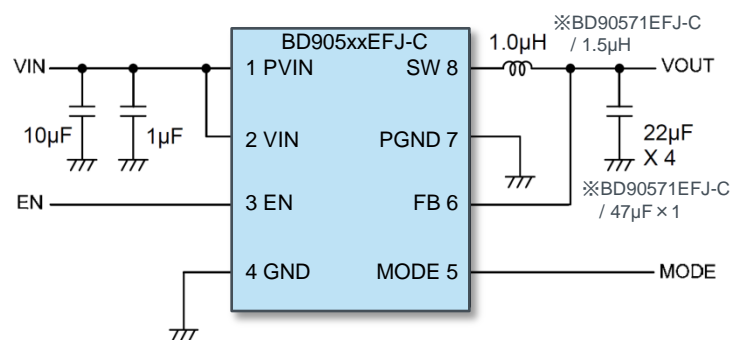 BD905xxEFJ-C
1.0μH
※BD90571EFJ-C
/ 1.5μH
VIN
1 PVIN
SW 8
VOUT
10μF
1μF
2 VIN
PGND 7
22μF
X 4
※BD90571EFJ-C
/ 47μF×1
EN
3 EN
FB 6
4 GND
MODE 5
MODE